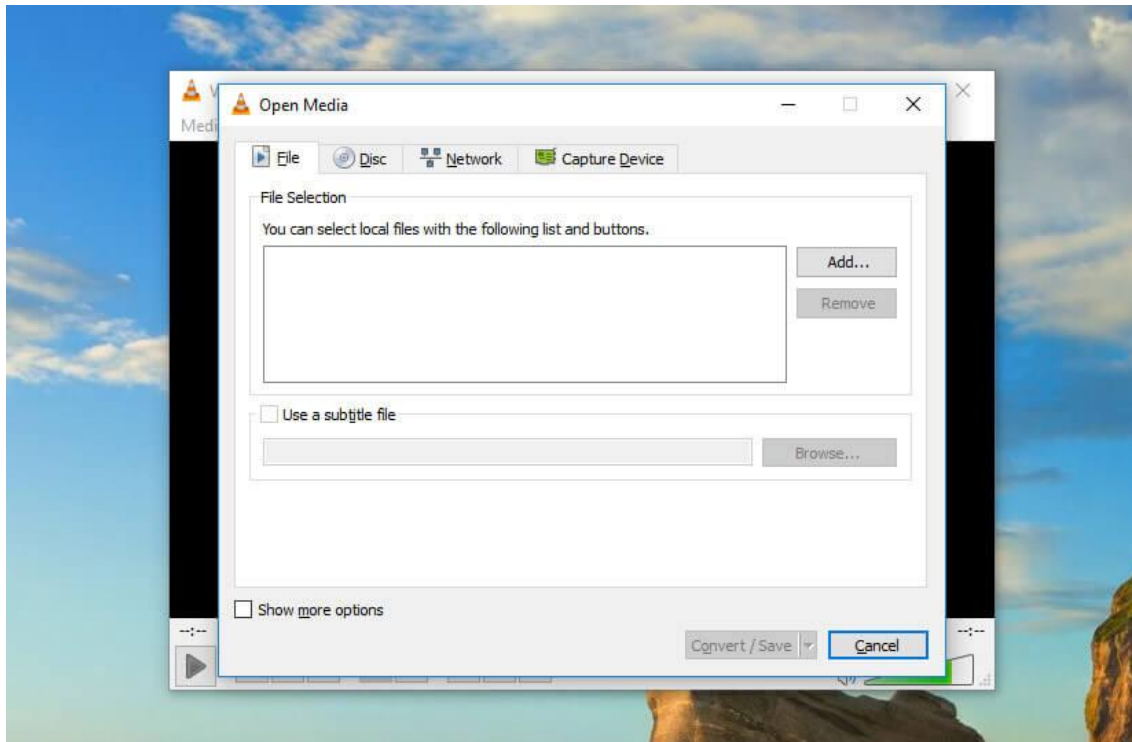 Open Media
Medi
File Disc Network Capture Device
File Selection
You can select local files with the following list and buttons.
Add...
Remove
Use a subtitle file
Browse...
Show more options
--:-- --:--
Convert / Save Cancel